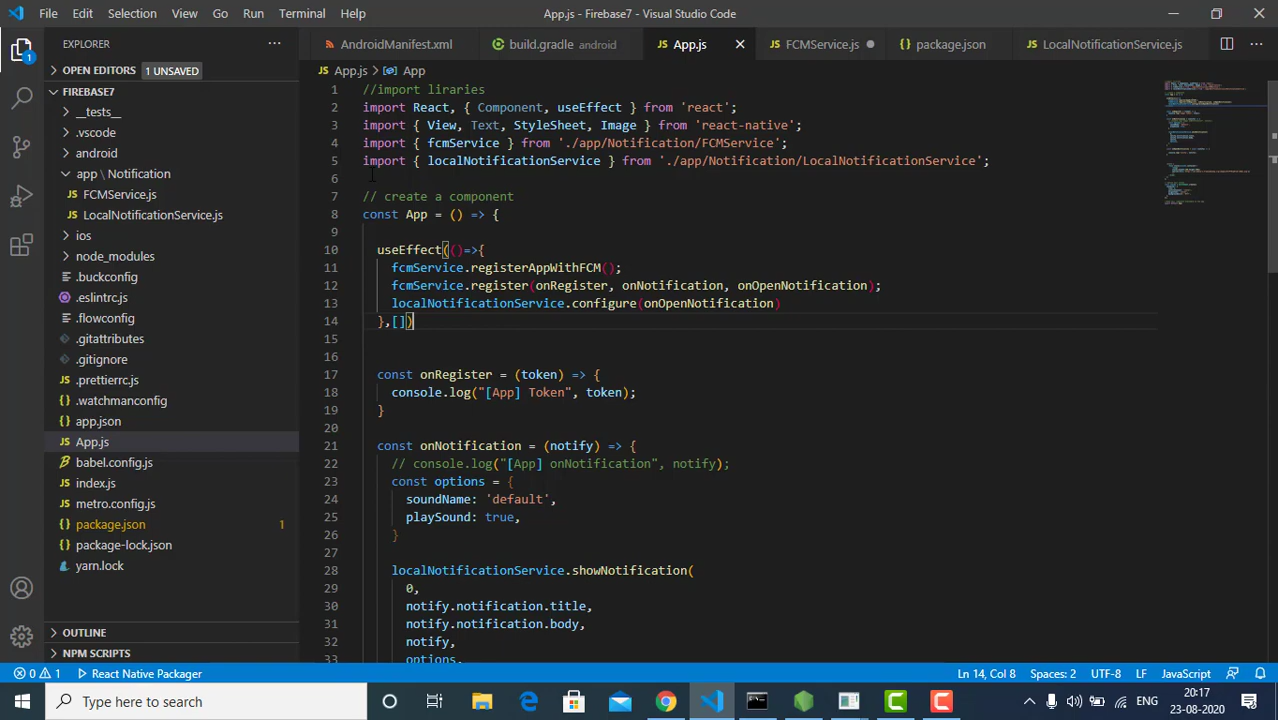 File Edit Selection View Go Run Terminal Help App.js - Firebase7 - Visual Studio Code
EXPLORER
OPEN EDITORS 1 UNSAVED
FIREBASE7
__tests__
.vscode
android
app \ Notification
JS FCMService.js
JS LocalNotificationService.js
ios
node_modules
.buckconfig
.eslintrc.js
.flowconfig
.gitattributes
.gitignore
.prettierrc.js
.watchmanconfig
app.json
App.js
babel.config.js
index.js
metro.config.js
package.json 1
package-lock.json
yarn.lock
OUTLINE
NPM SCRIPTS
AndroidManifest.xml build.gradle android App.js FCMService.js package.json LocalNotificationService.js
JS App.js > App
1 //import liraries
2 import React, { Component, useEffect } from 'react';
3 import { View, Text, StyleSheet, Image } from 'react-native';
4 import { fcmService } from './app/Notification/FCMService';
5 import { localNotificationService } from './app/Notification/LocalNotificationService';
6
7 // create a component
8 const App = () => {
9
10 useEffect(()=>{
11 fcmService.registerAppWithFCM();
12 fcmService.register(onRegister, onNotification, onOpenNotification);
13 localNotificationService.configure(onOpenNotification)
14 },[])
15
16
17 const onRegister = (token) => {
18 console.log("[App] Token", token);
19 }
20
21 const onNotification = (notify) => {
22 // console.log("[App] onNotification", notify);
23 const options = {
24 soundName: 'default',
25 playSound: true,
26 }
27
28 localNotificationService.showNotification(
29 0,
30 notify.notification.title,
31 notify.notification.body,
32 notify,
33 options,
0 1 React Native Packager Ln 14, Col 8 Spaces: 2 UTF-8 LF JavaScript
Type here to search ENG 20:17
23-08-2020